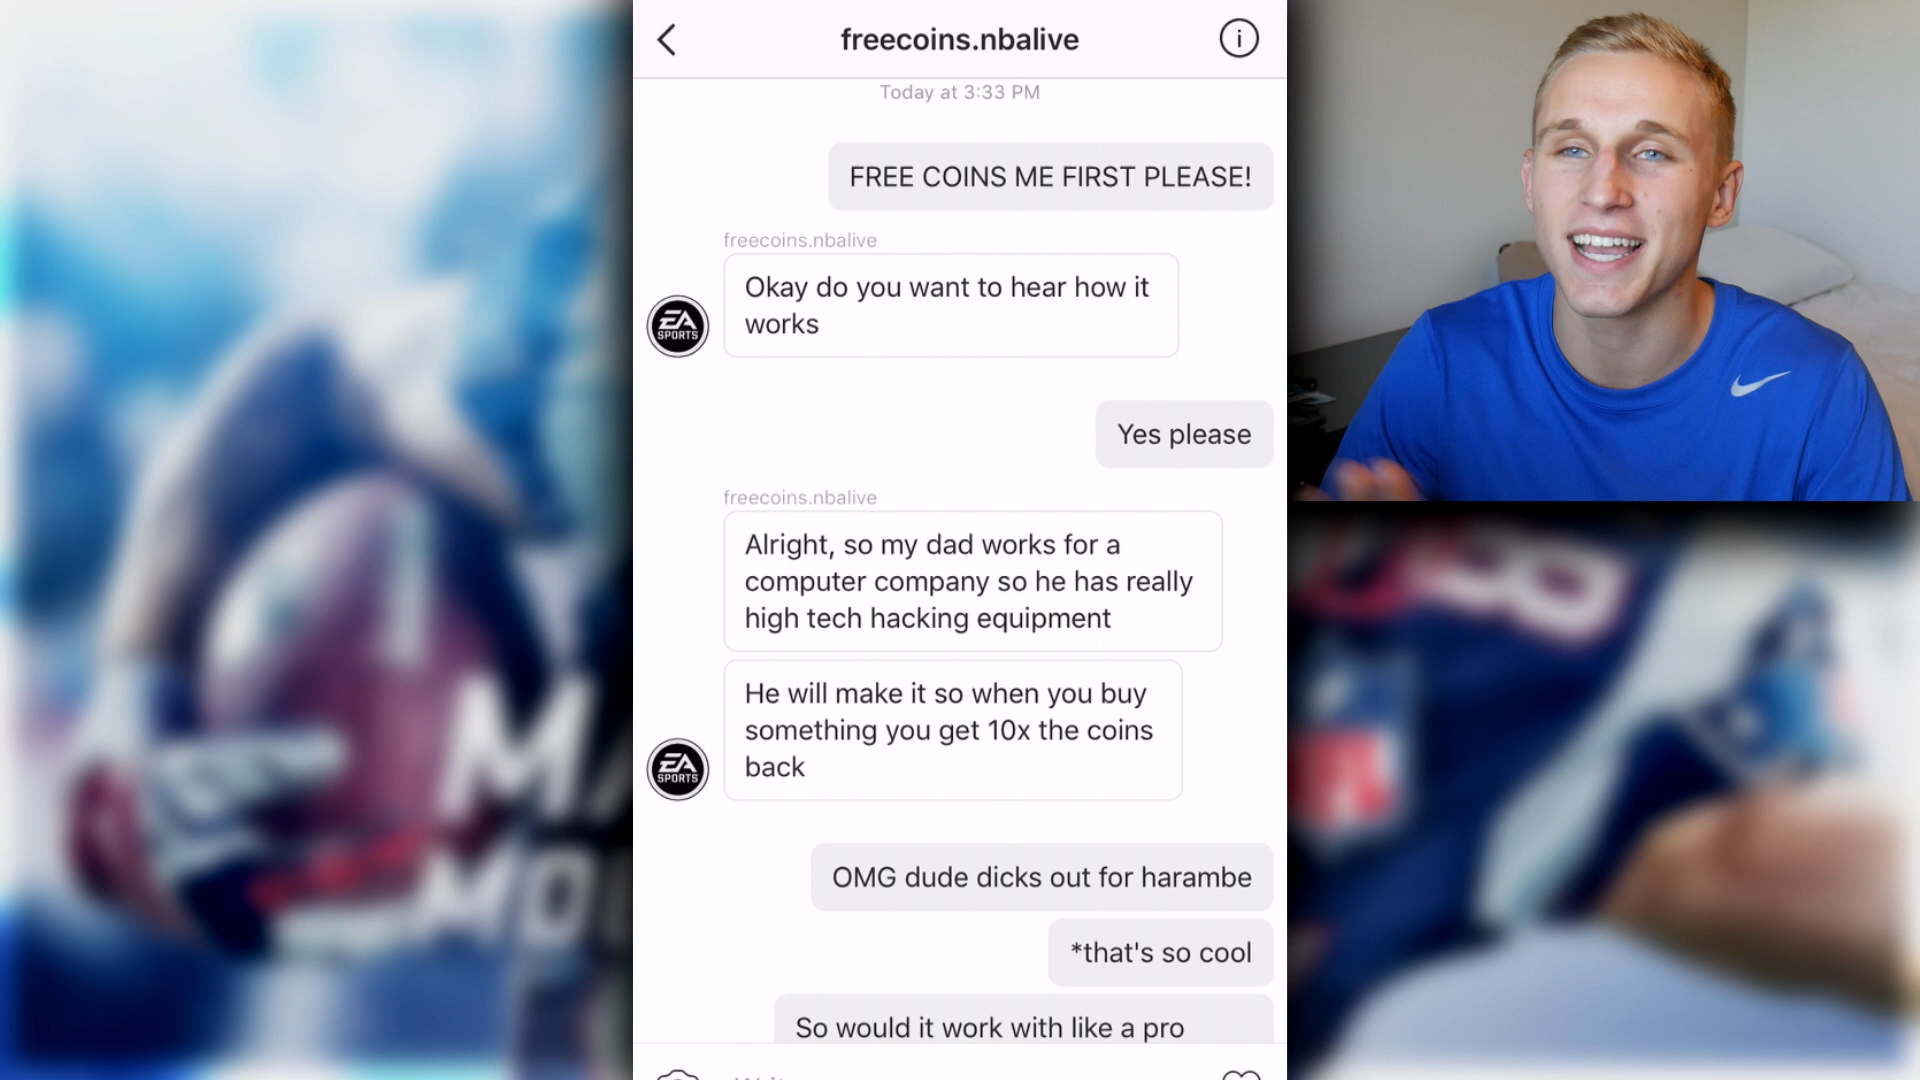 freecoins.nbalive
i
Today at 3:33 PM
FREE COINS ME FIRST PLEASE!
freecoins.nbalive
Okay do you want to hear how it
works
EA
SPORTS
Yes please
freecoins.nbalive
Alright, so my dad works for a
computer company so he has really
high tech hacking equipment
He will make it so when you buy
something you get 10x the coins
back
EA
SPORTS
OMG dude dicks out for harambe
*that's so cool
So would it work with like a pro